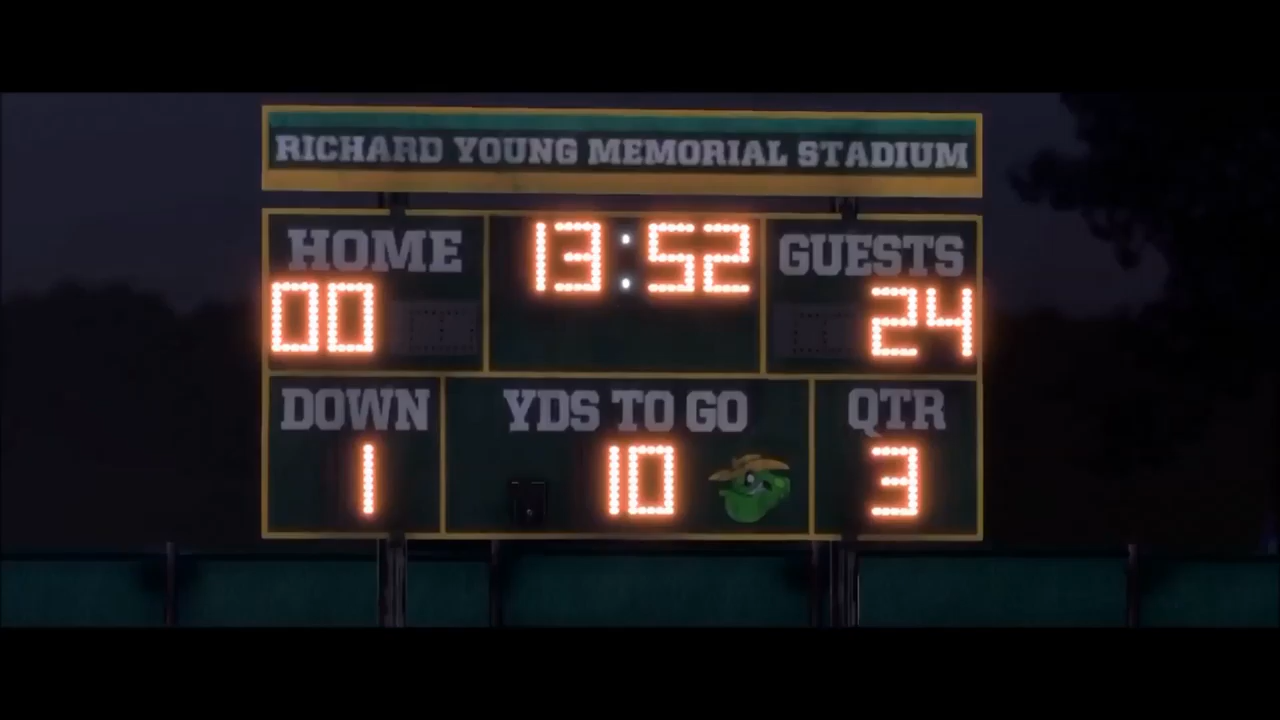 RICHARD YOUNG MEMORIAL STADIUM
HOME 13:52 GUESTS
00 24
DOWN YDS TO GO QTR
1 10 3